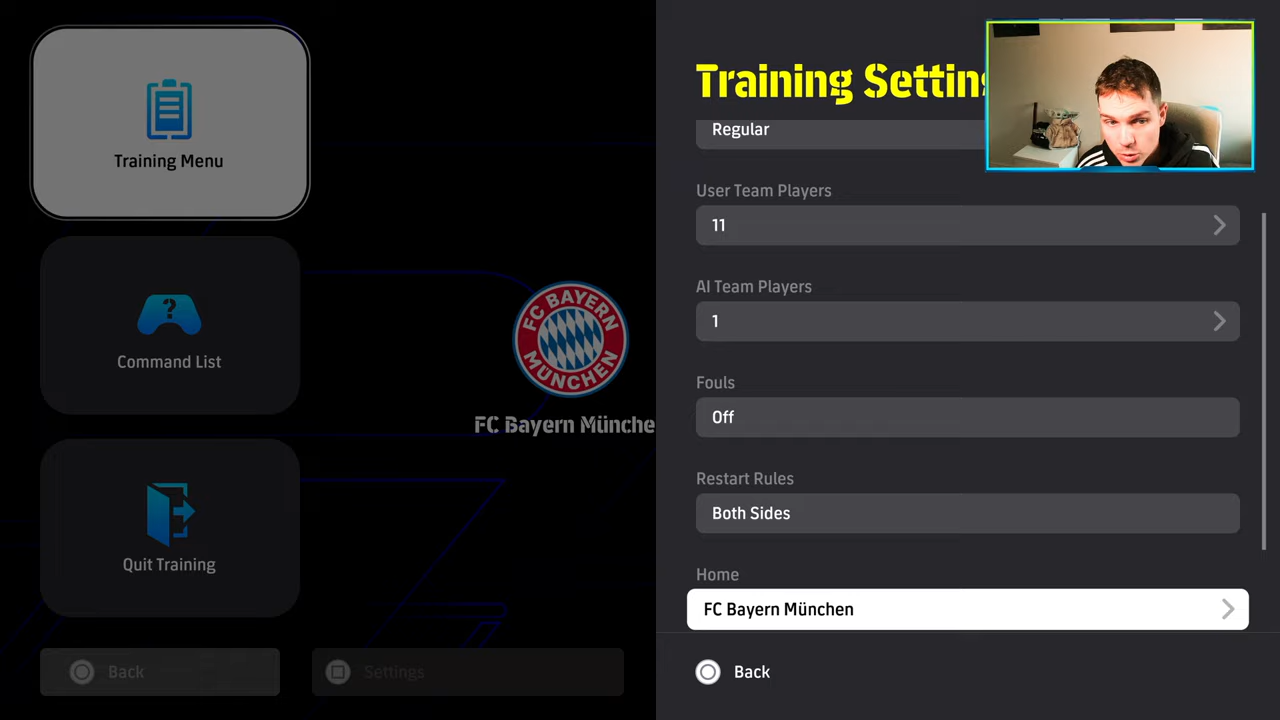 Training Menu
Command List
Quit Training
Back
Settings
FC BAYERN
MÜNCHEN
FC Bayern Münche
Training Settin
Regular
User Team Players
11
AI Team Players
1
Fouls
Off
Restart Rules
Both Sides
Home
FC Bayern München
Back